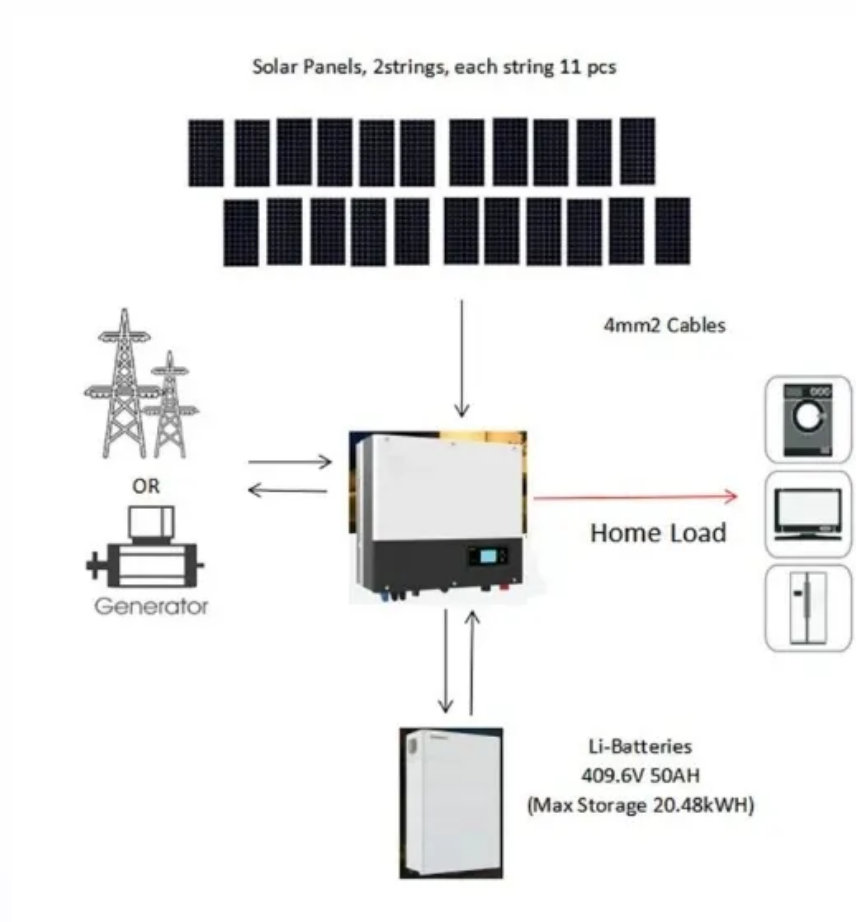 Solar Panels, 2strings, each string 11 pcs
4mm2 Cables
OR
Generator
Home Load
Li-Batteries
409.6V 50AH
(Max Storage 20.48kWH)